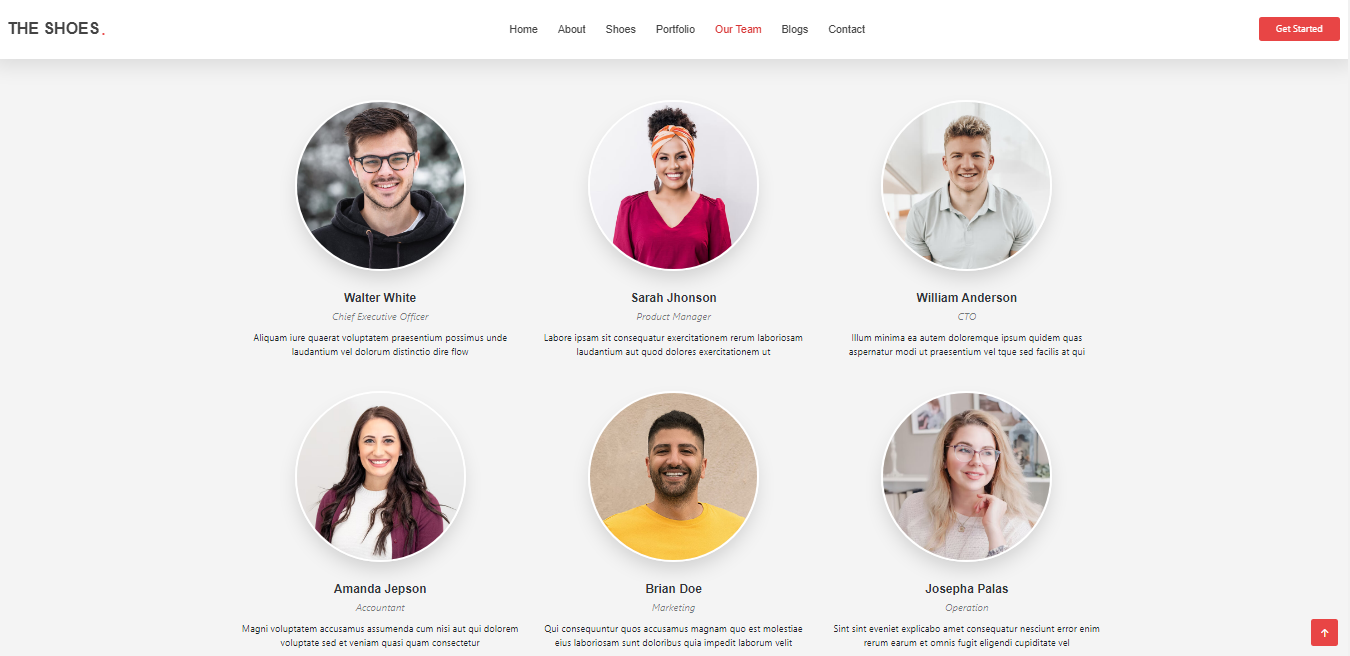 THE SHOES.
Home About Shoes Portfolio Our Team Blogs Contact
Get Started
Walter White
Chief Executive Officer
Aliquam iure quaerat voluptatem praesentium possimus unde
laudantium vel dolorum distinctio dire flow
Sarah Jhonson
Product Manager
Labore ipsam sit consequatur exercitationem rerum laboriosam
laudantium aut quod dolores exercitationem ut
William Anderson
CTO
Illum minima ea autem doloremque ipsum quidem quas
aspernatur modi ut praesentium vel tque sed facilis at qui
Amanda Jepson
Accountant
Magni voluptatem accusamus assumenda cum nisi aut qui dolorem
voluptate sed et veniam quasi quam consectetur
Brian Doe
Marketing
Qui consequuntur quos accusamus magnam quo est molestiae
eius laboriosam sunt doloribus quia impedit laborum velit
Josepha Palas
Operation
Sint sint eveniet explicabo amet consequatur nesciunt error enim
rerum earum et omnis fugit eligendi cupiditate vel